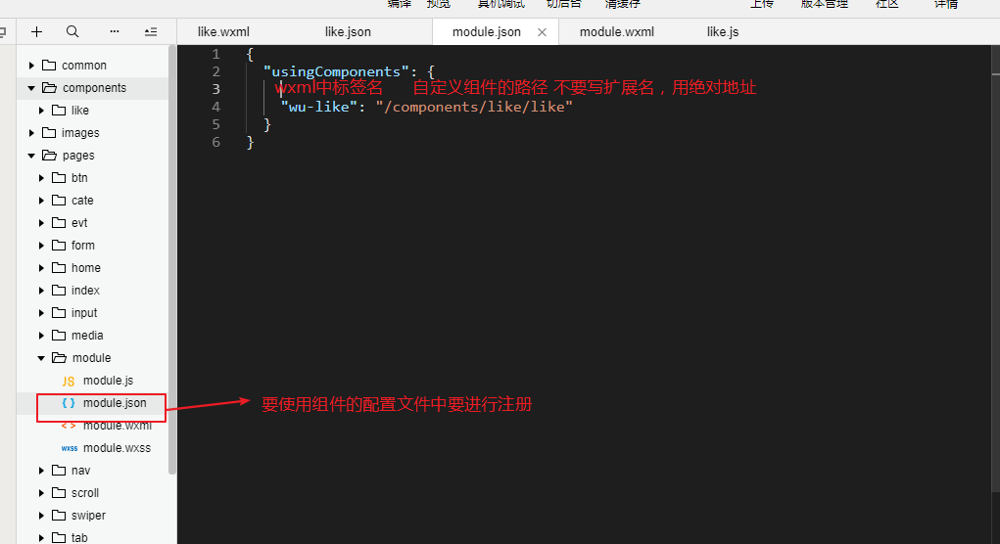 编译 预览 真机调试 切后台 清缓存 上传 版本管理 社区 详情
like.wxml like.json module.json module.wxml like.js
common
components
like
images
pages
btn
cate
evt
form
home
index
input
media
module
module.js
module.json
module.wxml
module.wxss
nav
scroll
swiper
tab
1 {
2 "usingComponents": {
3 wxml中标签名 自定义组件的路径 不要写扩展名，用绝对地址
4 "wu-like": "/components/like/like"
5 }
6 }
要使用组件的配置文件中要进行注册